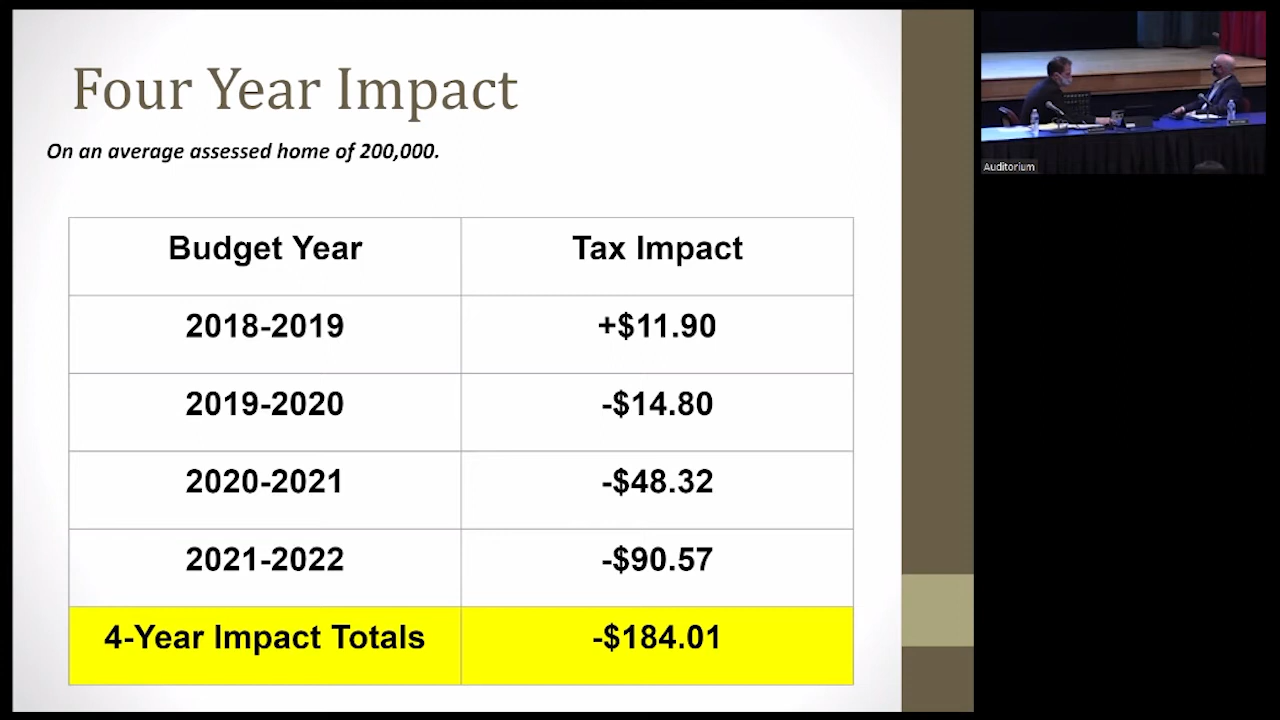 Four Year Impact
On an average assessed home of 200,000.
Budget Year Tax Impact
2018-2019 +$11.90
2019-2020 -$14.80
2020-2021 -$48.32
2021-2022 -$90.57
4-Year Impact Totals -$184.01
Auditorium